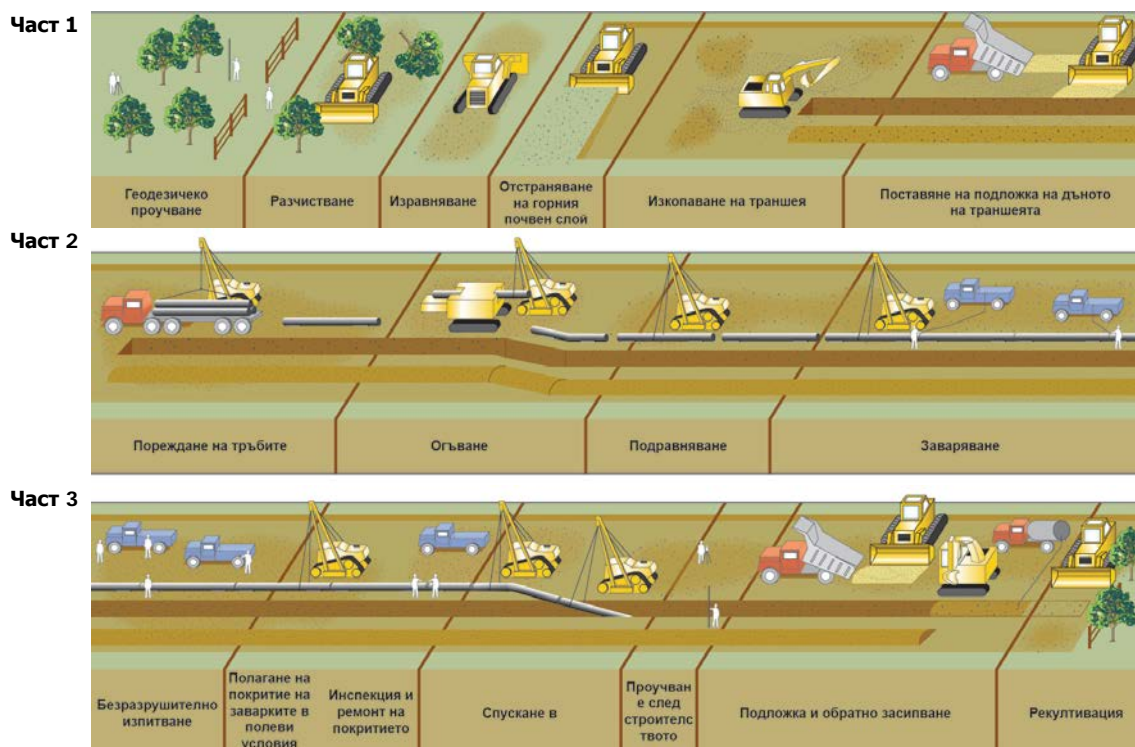 Част 1
Геодезичеко
проучване
Разчистване
Изравняване
Отстраняване
на горния
почвен слой
Изкопаване на траншея
Поставяне на подложка на дъното
на траншеята
Част 2
Пореждане на тръбите
Огъване
Подравняване
Заваряване
Част 3
Безразрушително
изпитване
Полагане на
покритие на
заварките в
полеви
условия
Инспекция и
ремонт на
покритието
Спускане в
Проучван
е след
строителс
твото
Подложка и обратно засипване
Рекултивация